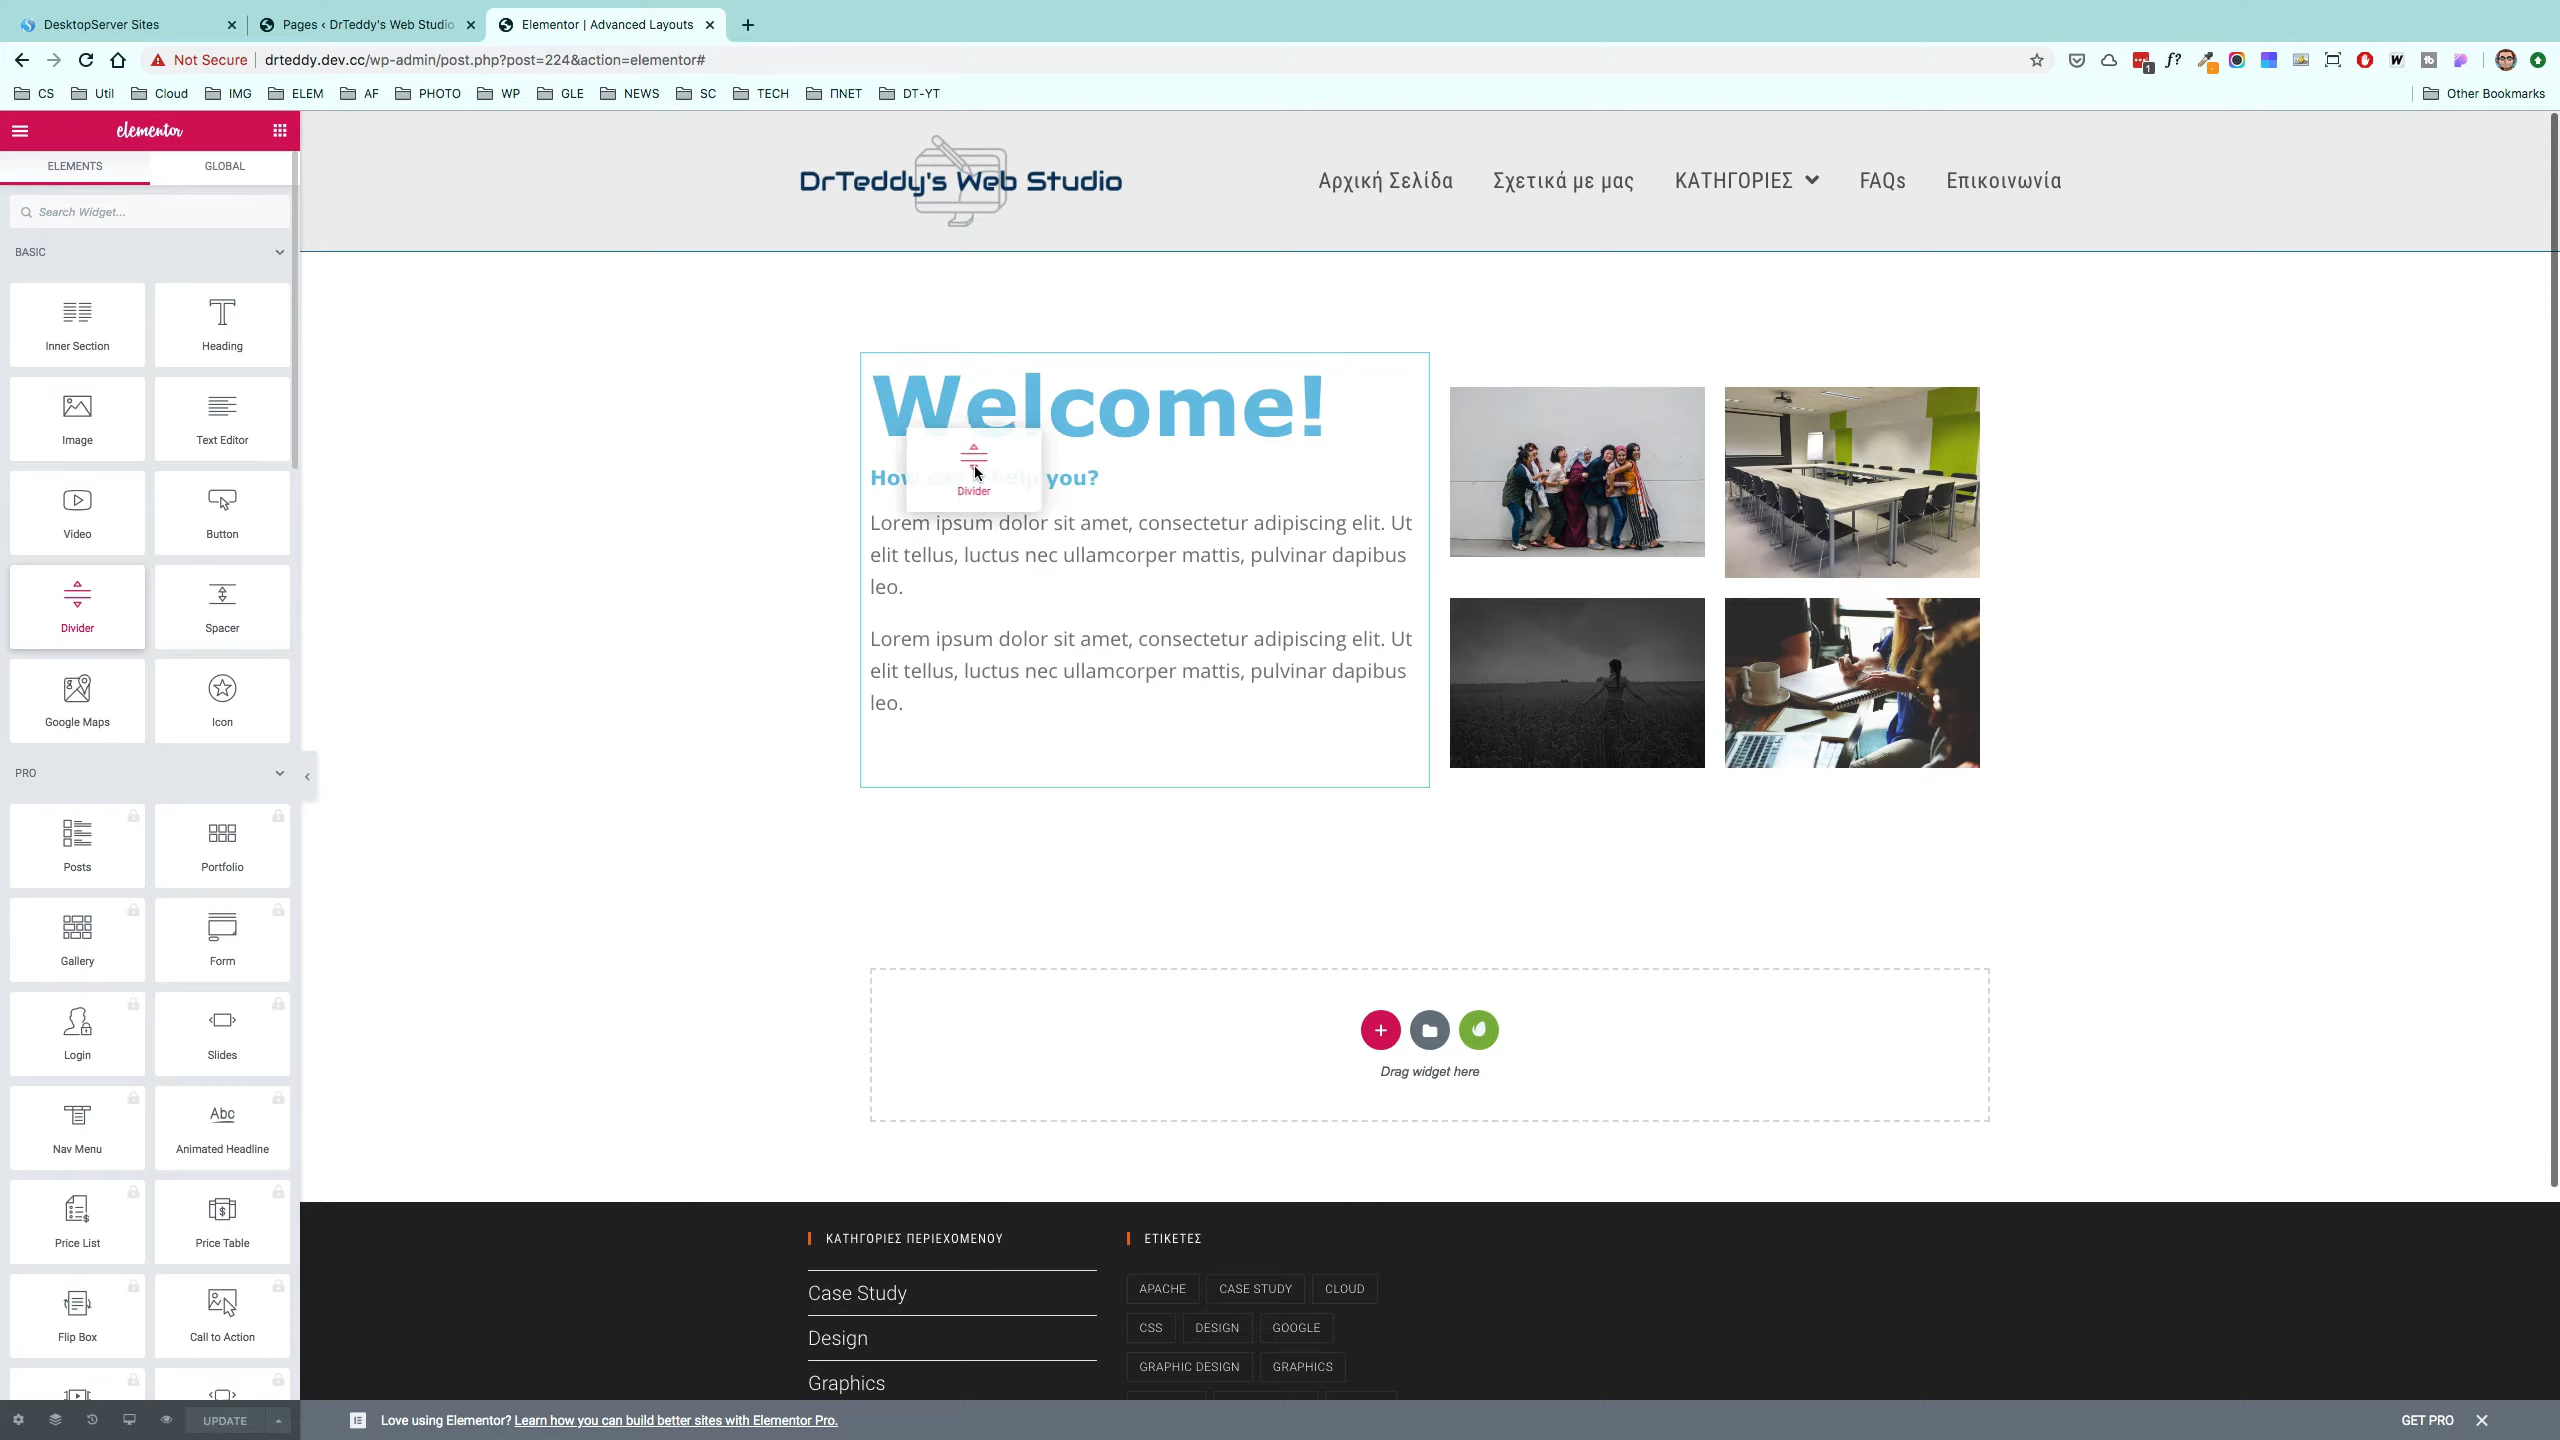 DesktopServer Sites
Pages ‹ DrTeddy's Web Studio
Elementor | Advanced Layouts
Not Secure
drteddy.dev.cc/wp-admin/post.php?post=224&action=elementor#
CS
Util
Cloud
IMG
ELEM
AF
PHOTO
WP
GLE
NEWS
SC
TECH
ΠΝΕΤ
DT-YT
Other Bookmarks
elementor
ELEMENTS
GLOBAL
Search Widget...
BASIC
Inner Section
Heading
Image
Text Editor
Video
Button
Divider
Spacer
Google Maps
Icon
PRO
Posts
Portfolio
Gallery
Form
Login
Slides
Nav Menu
Abc
Animated Headline
Price List
Price Table
Flip Box
Call to Action
UPDATE
DrTeddy's Web Studio
Αρχική Σελίδα
Σχετικά με μας
ΚΑΤΗΓΟΡΙΕΣ
FAQs
Επικοινωνία
Welcome!
How can I help you?
Divider
Lorem ipsum dolor sit amet, consectetur adipiscing elit. Ut
elit tellus, luctus nec ullamcorper mattis, pulvinar dapibus
leo.
Lorem ipsum dolor sit amet, consectetur adipiscing elit. Ut
elit tellus, luctus nec ullamcorper mattis, pulvinar dapibus
leo.
Drag widget here
ΚΑΤΗΓΟΡΙΕΣ ΠΕΡΙΕΧΟΜΕΝΟΥ
Case Study
Design
Graphics
ΕΤΙΚΕΤΕΣ
APACHE
CASE STUDY
CLOUD
CSS
DESIGN
GOOGLE
GRAPHIC DESIGN
GRAPHICS
Love using Elementor? Learn how you can build better sites with Elementor Pro.
GET PRO